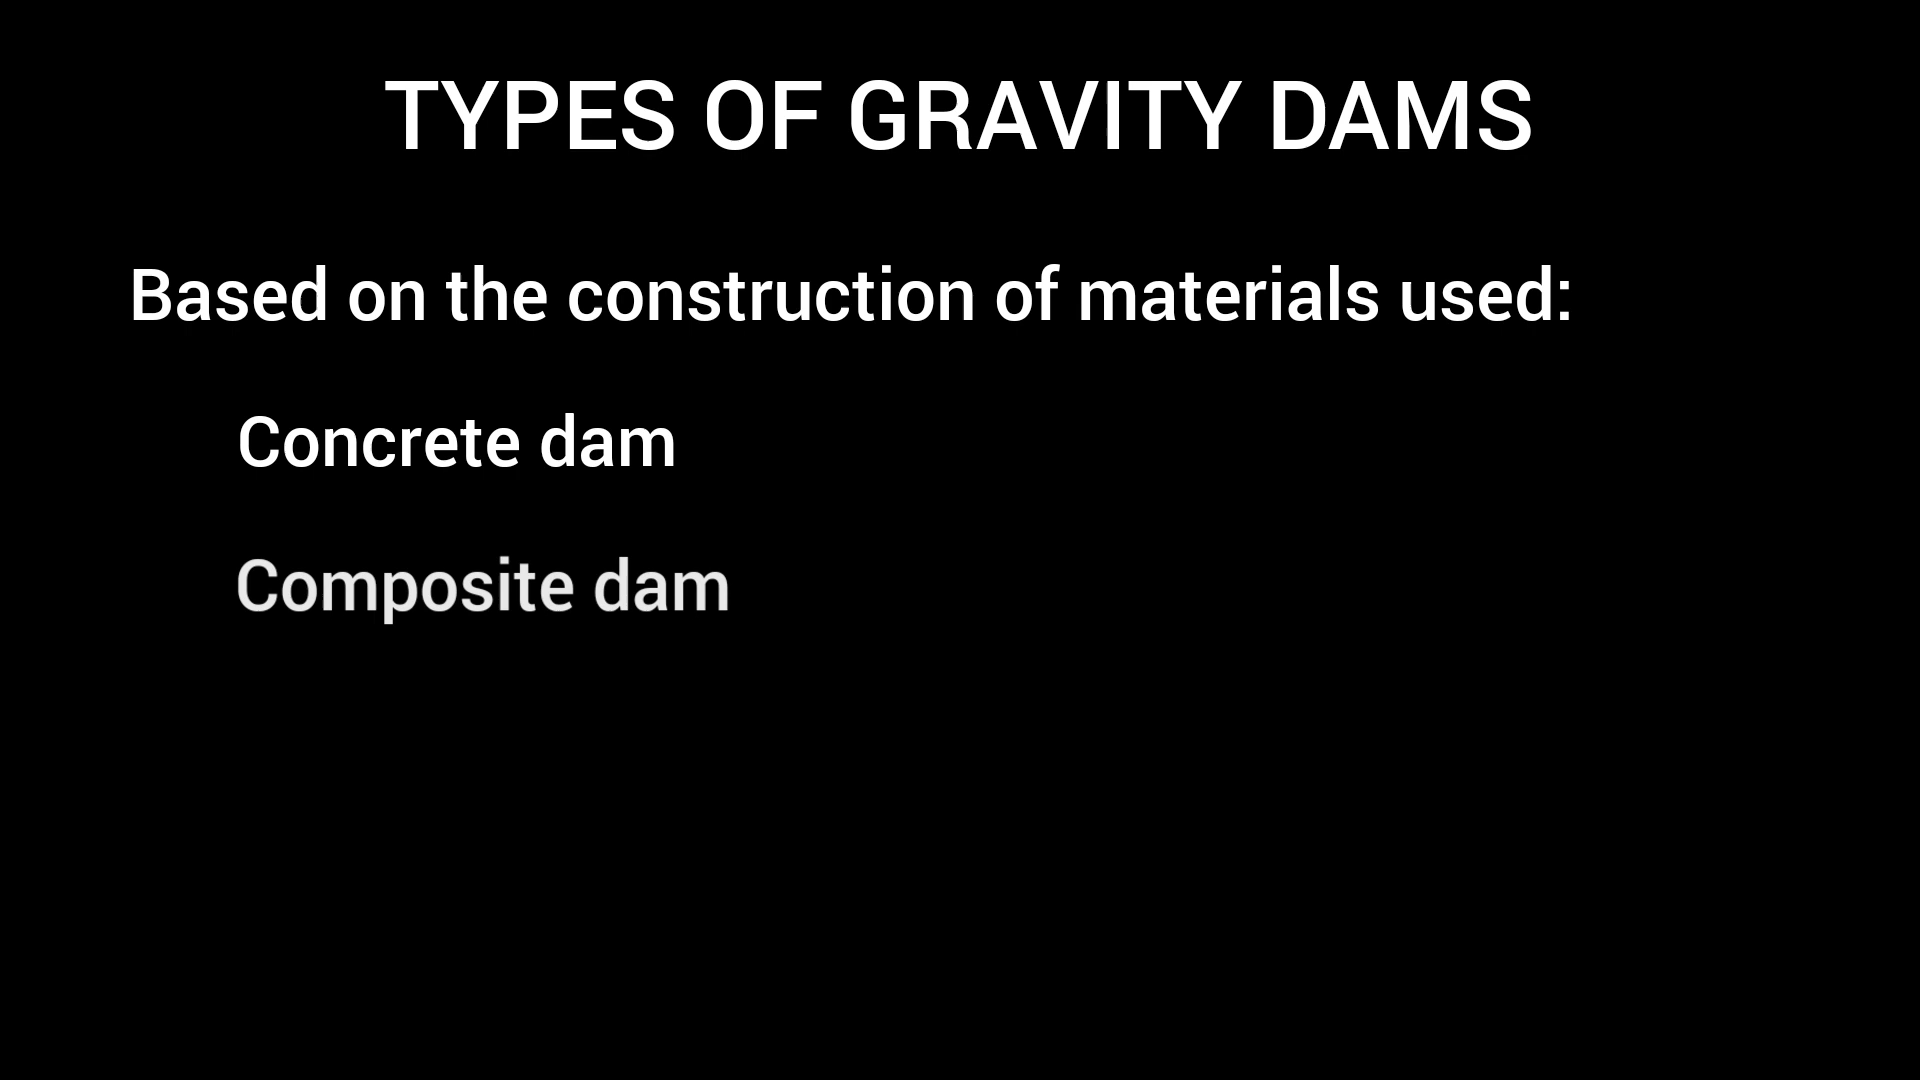 TYPES OF GRAVITY DAMS
Based on the construction of materials used:
Concrete dam
Composite dam